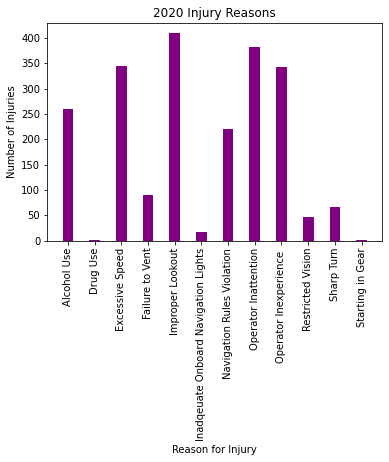 2020 Injury Reasons
Number of Injuries
400
350
300
250
200
150
100
50
0
Alcohol Use
Drug Use
Excessive Speed
Failure to Vent
Improper Lookout
Inadqeuate Onboard Navigation Lights
Navigation Rules Violation
Operator Inattention
Operator Inexperience
Restricted Vision
Sharp Turn
Starting in Gear
Reason for Injury